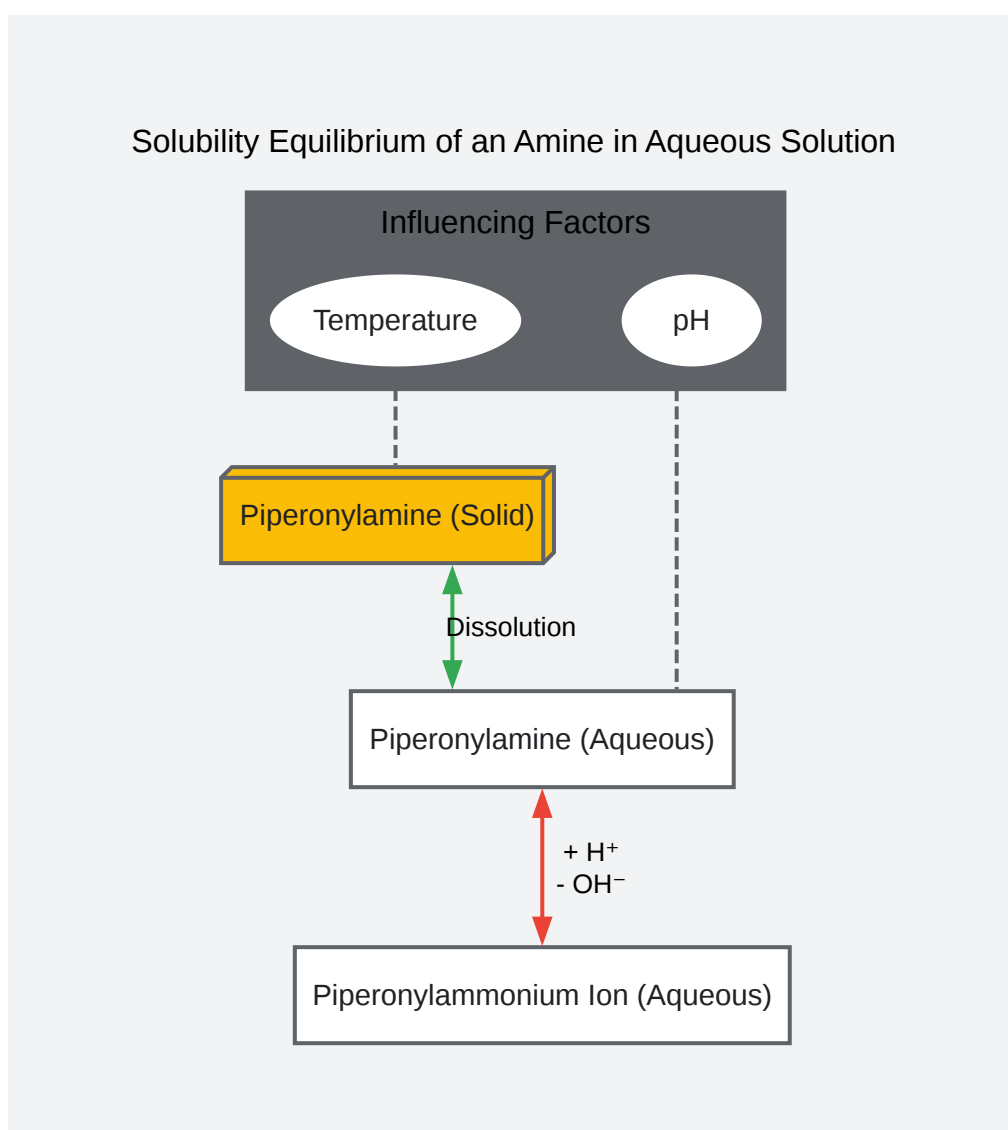 Solubility Equilibrium of an Amine in Aqueous Solution
Influencing Factors
Temperature
pH
Piperonylamine (Solid)
Dissolution
Piperonylamine (Aqueous)
+ H⁺
- OH⁻
Piperonylammonium Ion (Aqueous)